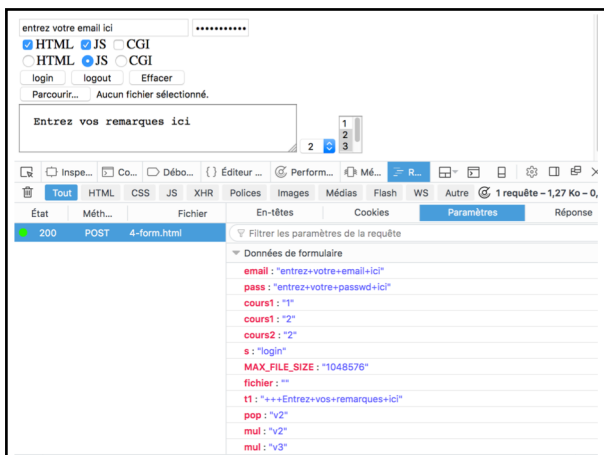 entrez votre email ici •••••••••••
HTML JS CGI
HTML JS CGI
login logout Effacer
Parcourir... Aucun fichier sélectionné.
Entrez vos remarques ici
2
1
2
3
Inspe... Co... Débo... { } Éditeur ... Perform... Mé... R...
Tout HTML CSS JS XHR Polices Images Médias Flash WS Autre 1 requête – 1,27 Ko – 0,
État Méth... Fichier En-têtes Cookies Paramètres Réponse
200 POST 4-form.html Filtrer les paramètres de la requête
Données de formulaire
email : "entrez+votre+email+ici"
pass : "entrez+votre+passwd+ici"
cours1 : "1"
cours1 : "2"
cours2 : "2"
s : "login"
MAX_FILE_SIZE : "1048576"
fichier : ""
t1 : "+++Entrez+vos+remarques+ici"
pop : "v2"
mul : "v2"
mul : "v3"